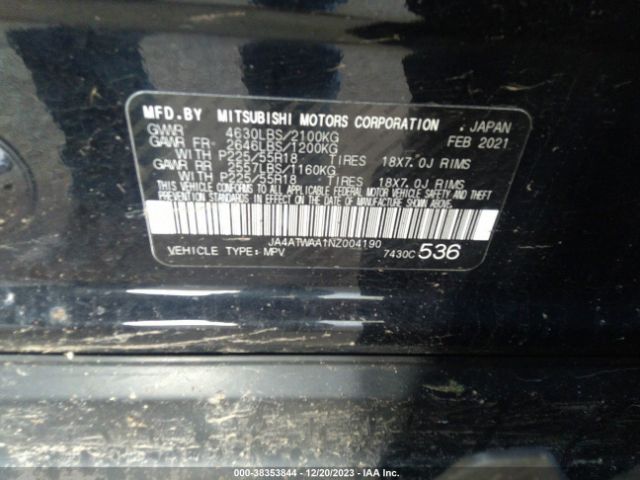 MFD.BY MITSUBISHI MOTORS CORPORATION , JAPAN
GVWR 4630LBS/2100KG FEB 2021
GAWR FR 2646LBS/1200KG
WITH P225/55R18 TIRES 18X7.0J RIMS
GAWR RR 2557LBS/1160KG
WITH P225/55R18 TIRES 18X7.0J RIMS
THIS VEHICLE CONFORMS TO ALL APPLICABLE FEDERAL MOTOR VEHICLE SAFETY AND
THEFT PREVENTION STANDARDS IN EFFECT ON THE DATE OF MANUFACTURE SHOWN ABOVE.
JA4ATWAA1NZ004190
VEHICLE TYPE: MPV 7430C 536
000-38353844 - 12/20/2023 - IAA Inc.